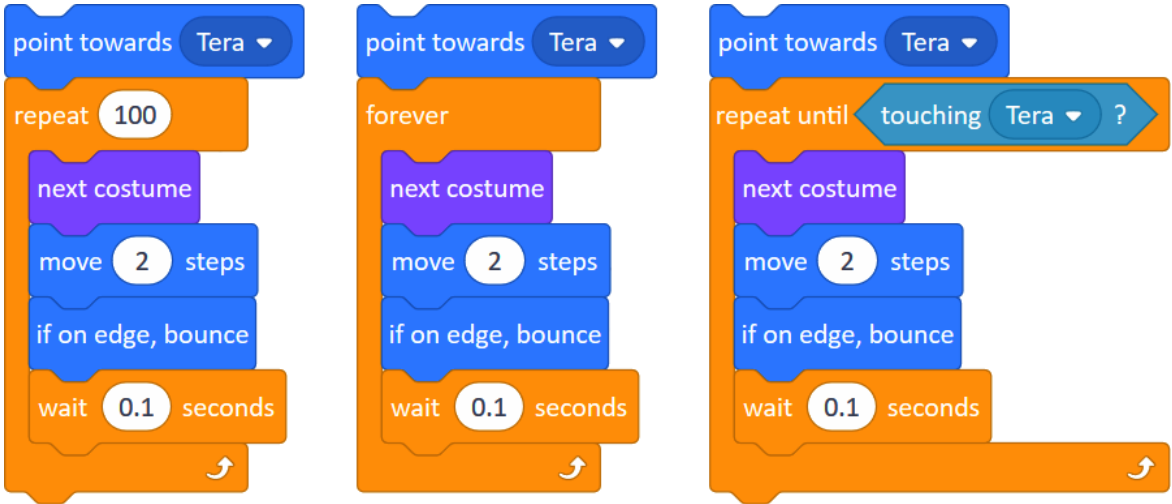 point towards Tera
repeat 100
next costume
move 2 steps
if on edge, bounce
wait 0.1 seconds
point towards Tera
forever
next costume
move 2 steps
if on edge, bounce
wait 0.1 seconds
point towards Tera
repeat until touching Tera ?
next costume
move 2 steps
if on edge, bounce
wait 0.1 seconds